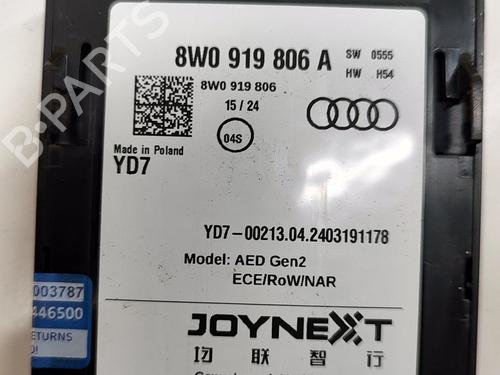 B-PARTS
8W0 919 806 A
SW 0555
HW H54
8W0 919 806
15 / 24
04S
Made in Poland
YD7
YD7-00213.04.2403191178
Model: AED Gen2
ECE/RoW/NAR
003787
446500
RETURNS
JOYNEXT
均联智行